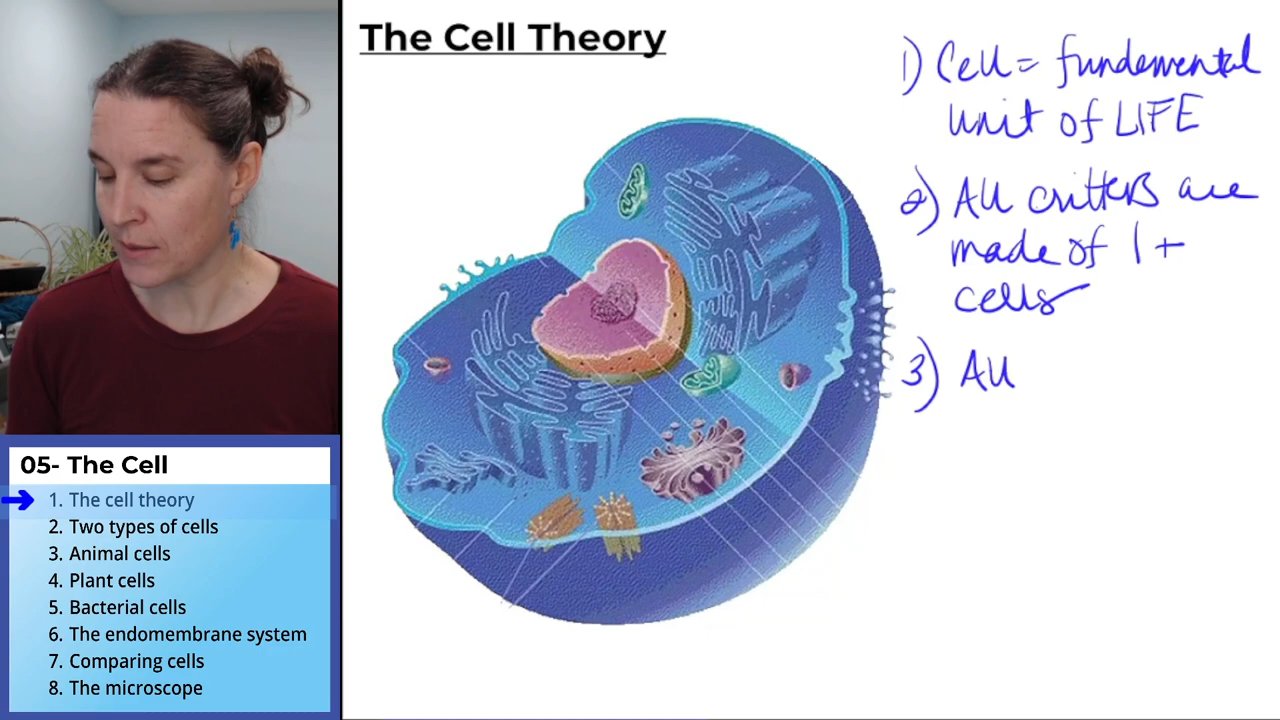 The Cell Theory
1) Cell = fundemental
unit of LIFE
2) All critters are
made of 1+
cells
3) All
05- The Cell
1. The cell theory
2. Two types of cells
3. Animal cells
4. Plant cells
5. Bacterial cells
6. The endomembrane system
7. Comparing cells
8. The microscope